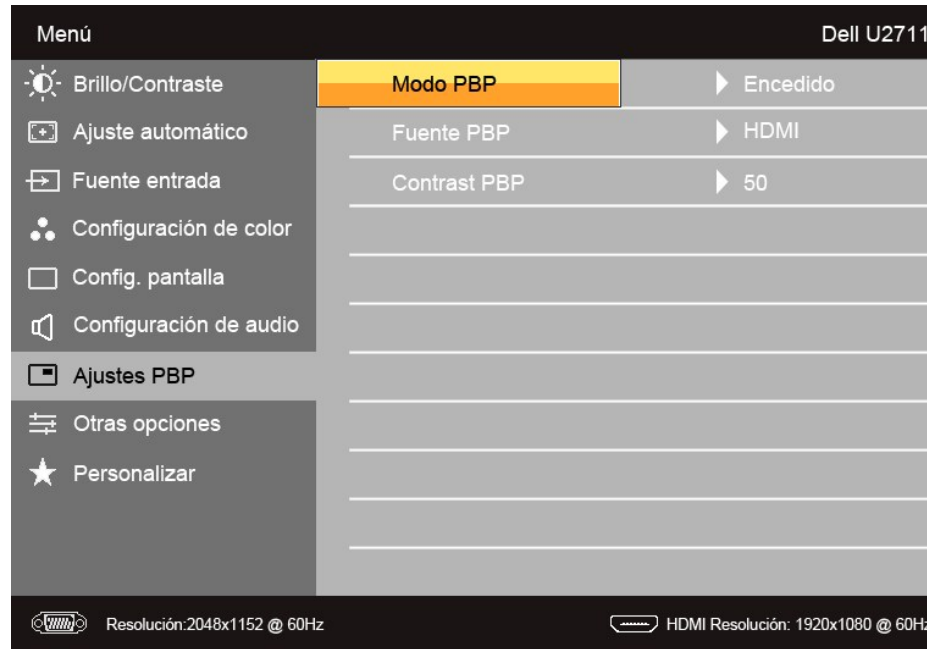 Menú Dell U2711
Brillo/Contraste Modo PBP Encedido
Ajuste automático Fuente PBP HDMI
Fuente entrada Contrast PBP 50
Configuración de color
Config. pantalla
Configuración de audio
Ajustes PBP
Otras opciones
Personalizar
Resolución:2048x1152 @ 60Hz HDMI Resolución: 1920x1080 @ 60Hz